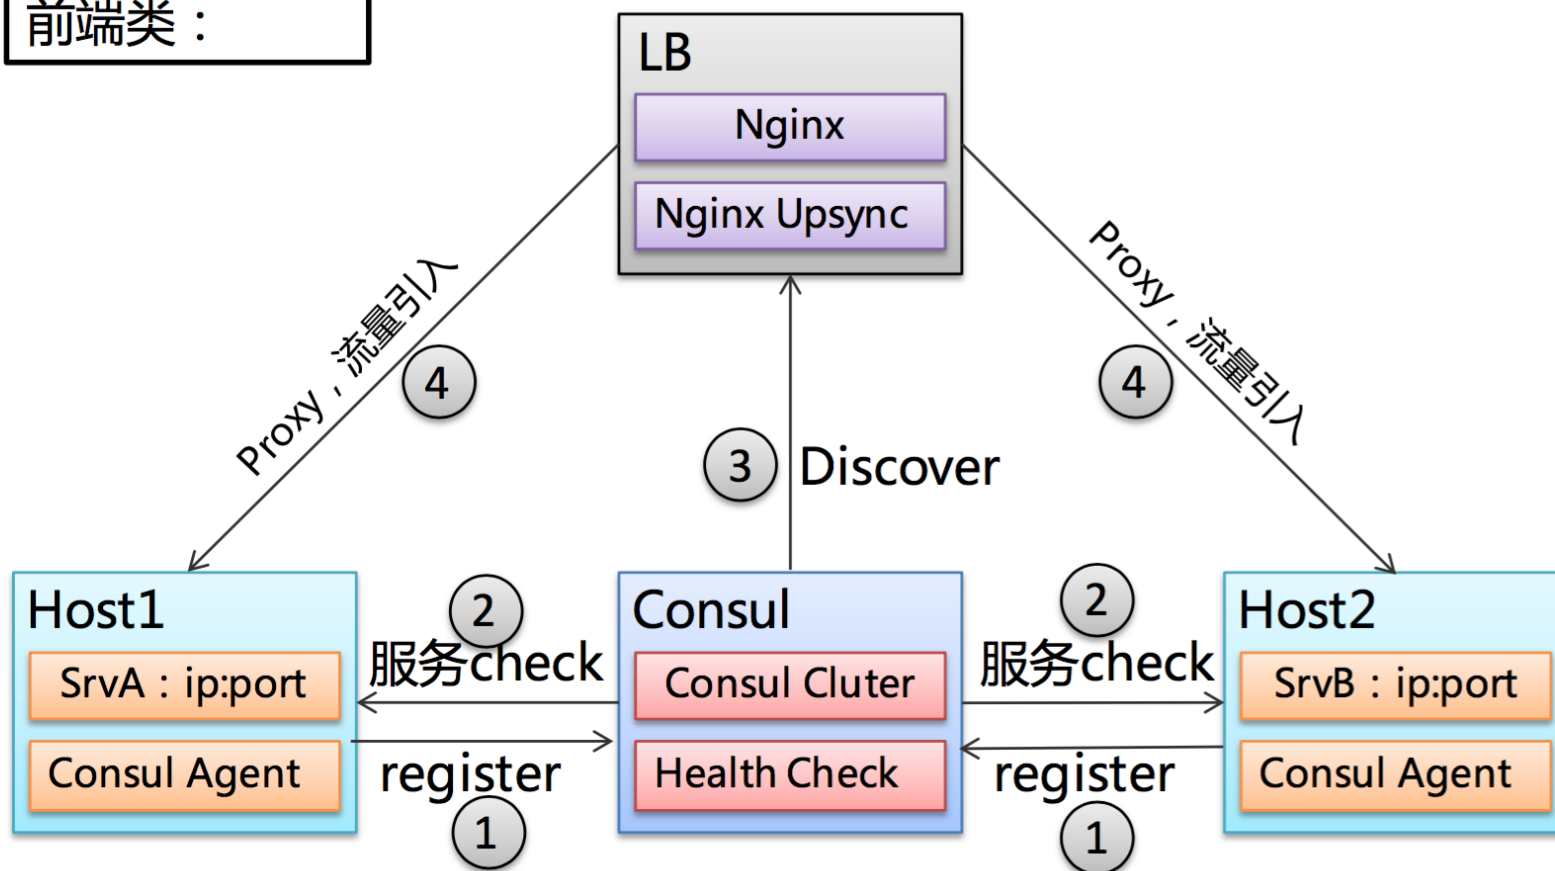 前端类：
LB
Nginx
Nginx Upsync
Proxy，流量引入
4
Proxy，流量引入
4
3
Discover
Host1
SrvA：ip:port
Consul Agent
2
服务check
register
1
Consul
Consul Cluter
Health Check
2
服务check
register
1
Host2
SrvB：ip:port
Consul Agent